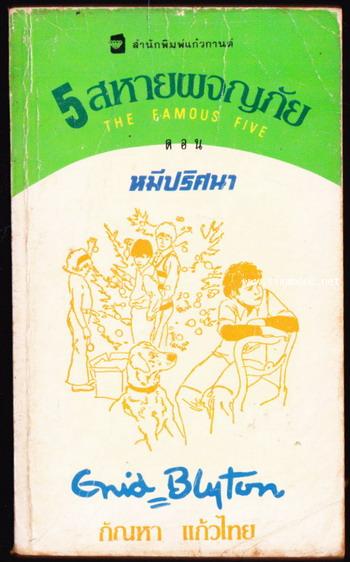 สำนักพิมพ์แก้วกานต์
5 สหายผจญภัย
THE FAMOUS FIVE
ตอน
หมีปริศนา
Enid Blyton
กัณหา แก้วไทย